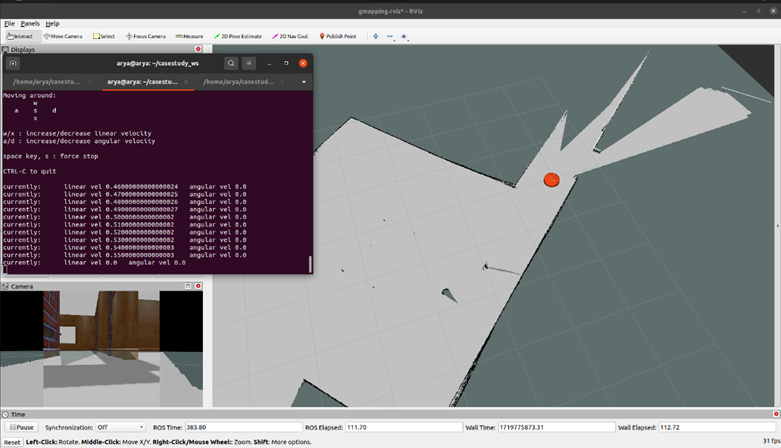 gmapping.rviz* - RViz
File Panels Help
Interact Move Camera Select Focus Camera Measure 2D Pose Estimate 2D Nav Goal Publish Point
Displays
arya@arya: ~/casestudy_ws
/home/arya/casestu... arya@arya: ~/casestu... /home/arya/casestud...
Moving around:
w
a s d
x
w/x : increase/decrease linear velocity
a/d : increase/decrease angular velocity
space key, s : force stop
CTRL-C to quit
currently: linear vel 0.46000000000000024 angular vel 0.0
currently: linear vel 0.47000000000000025 angular vel 0.0
currently: linear vel 0.48000000000000026 angular vel 0.0
currently: linear vel 0.49000000000000027 angular vel 0.0
currently: linear vel 0.5000000000000002 angular vel 0.0
currently: linear vel 0.5100000000000002 angular vel 0.0
currently: linear vel 0.5200000000000002 angular vel 0.0
currently: linear vel 0.5300000000000002 angular vel 0.0
currently: linear vel 0.5400000000000003 angular vel 0.0
currently: linear vel 0.5500000000000003 angular vel 0.0
currently: linear vel 0.0 angular vel 0.0
Camera
Time
Pause Synchronization: Off ROS Time: 383.80 ROS Elapsed: 111.70 Wall Time: 1719775873.31 Wall Elapsed: 112.72
Reset Left-Click: Rotate. Middle-Click: Move X/Y. Right-Click/Mouse Wheel:: Zoom. Shift: More options. 31 fps